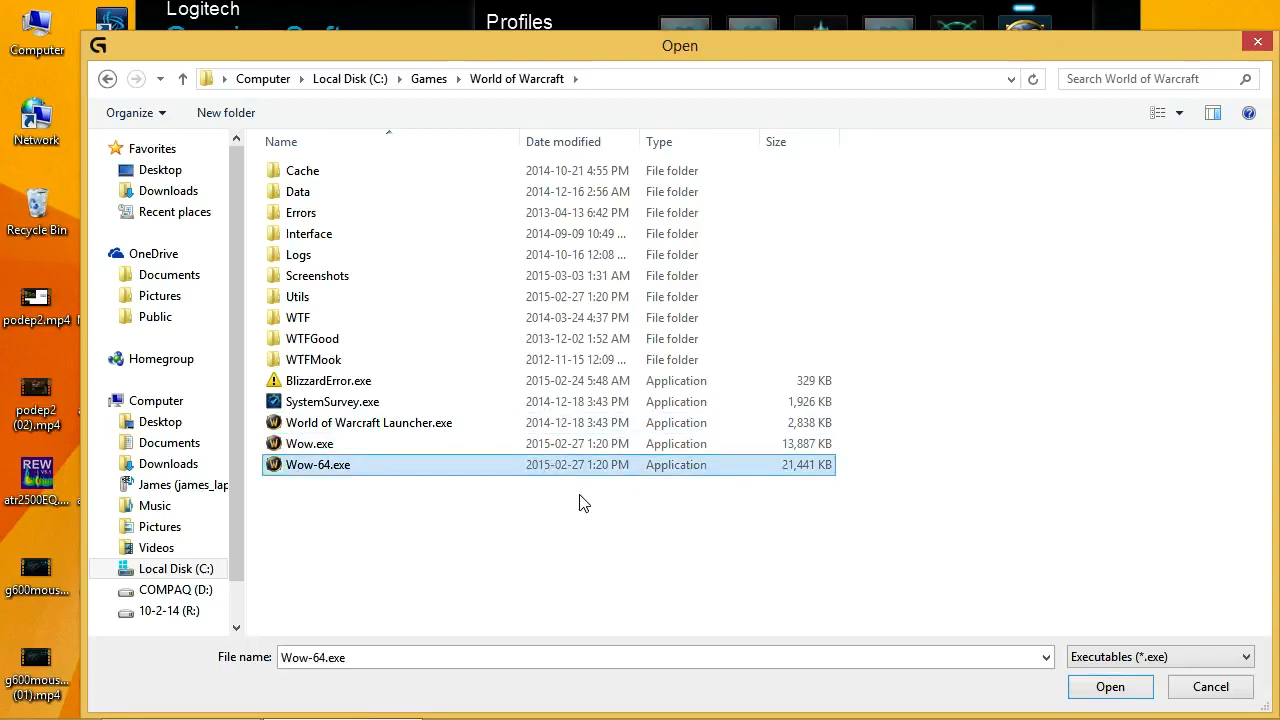 Logitech
Profiles
Computer
Open
Computer
Local Disk (C:)
Games
World of Warcraft
Search World of Warcraft
Organize
New folder
Network
Name
Date modified
Type
Size
Favorites
Desktop
Downloads
Recent places
Recycle Bin
OneDrive
Documents
Pictures
Public
podep2.mp4
Homegroup
Computer
Desktop
Documents
Downloads
James (james_lap
Music
Pictures
Videos
Local Disk (C:)
COMPAQ (D:)
10-2-14 (R:)
podep2
(02).mp4
REW
atr2500EQ....
g600mous...
g600mous...
(01).mp4
Cache 2014-10-21 4:55 PM File folder
Data 2014-12-16 2:56 AM File folder
Errors 2013-04-13 6:42 PM File folder
Interface 2014-09-09 10:49 ... File folder
Logs 2014-10-16 12:08 ... File folder
Screenshots 2015-03-03 1:31 AM File folder
Utils 2015-02-27 1:20 PM File folder
WTF 2014-03-24 4:37 PM File folder
WTFGood 2013-12-02 1:52 AM File folder
WTFMook 2012-11-15 12:09 ... File folder
BlizzardError.exe 2015-02-24 5:48 AM Application 329 KB
SystemSurvey.exe 2014-12-18 3:43 PM Application 1,926 KB
World of Warcraft Launcher.exe 2014-12-18 3:43 PM Application 2,838 KB
Wow.exe 2015-02-27 1:20 PM Application 13,887 KB
Wow-64.exe 2015-02-27 1:20 PM Application 21,441 KB
File name: Wow-64.exe
Executables (*.exe)
Open
Cancel